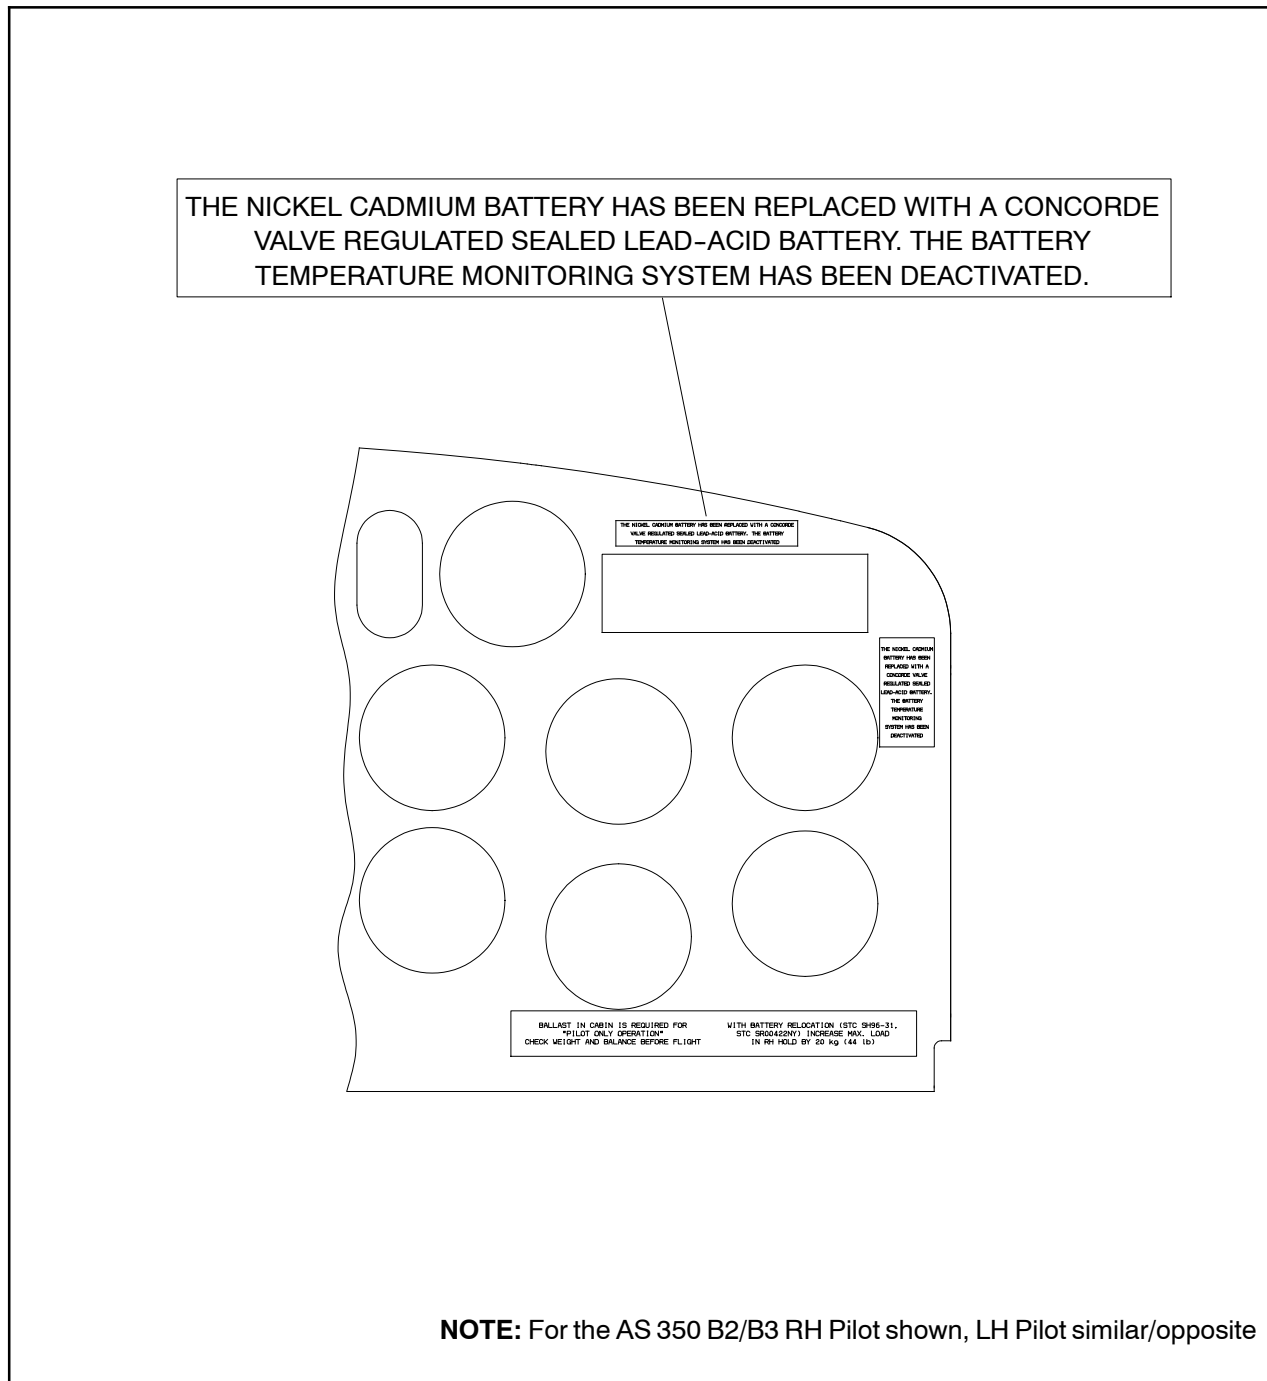 THE NICKEL CADMIUM BATTERY HAS BEEN REPLACED WITH A CONCORDE
VALVE REGULATED SEALED LEAD-ACID BATTERY. THE BATTERY
TEMPERATURE MONITORING SYSTEM HAS BEEN DEACTIVATED.
THE NICKEL CADMIUM BATTERY HAS BEEN REPLACED WITH A CONCORDE
VALVE REGULATED SEALED LEAD-ACID BATTERY. THE BATTERY
TEMPERATURE MONITORING SYSTEM HAS BEEN DEACTIVATED
THE NICKEL CADMIUM
BATTERY HAS BEEN
REPLACED WITH A
CONCORDE VALVE
REGULATED SEALED
LEAD-ACID BATTERY.
THE BATTERY
TEMPERATURE
MONITORING
SYSTEM HAS BEEN
DEACTIVATED
BALLAST IN CABIN IS REQUIRED FOR
"PILOT ONLY OPERATION"
CHECK WEIGHT AND BALANCE BEFORE FLIGHT
WITH BATTERY RELOCATION (STC SH96-31,
STC SR00422NY) INCREASE MAX. LOAD
IN RH HOLD BY 20 kg (44 lb)
NOTE: For the AS 350 B2/B3 RH Pilot shown, LH Pilot similar/opposite